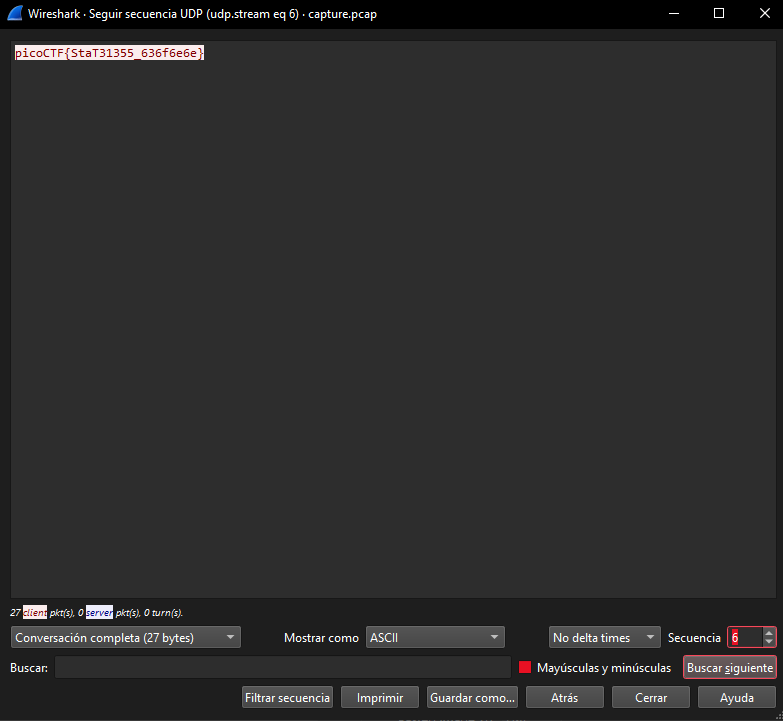 Wireshark · Seguir secuencia UDP (udp.stream eq 6) · capture.pcap
picoCTF{StaT31355_636f6e6e}
27 client pkt(s), 0 server pkt(s), 0 turn(s).
Conversación completa (27 bytes) Mostrar como ASCII No delta times Secuencia 6
Buscar: Mayúsculas y minúsculas Buscar siguiente
Filtrar secuencia Imprimir Guardar como... Atrás Cerrar Ayuda